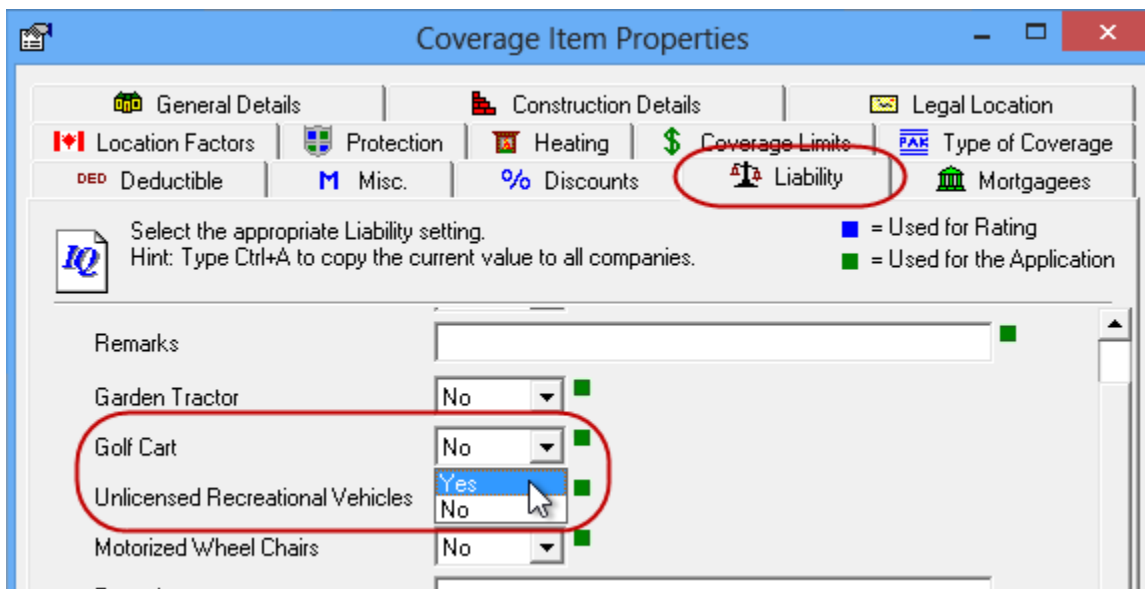 Coverage Item Properties
General Details
Construction Details
Legal Location
Location Factors
Protection
Heating
$ Coverage Limits
PAK Type of Coverage
DED Deductible
M Misc.
% Discounts
Liability
Mortgagees
IQ
Select the appropriate Liability setting.
Hint: Type Ctrl+A to copy the current value to all companies.
= Used for Rating
= Used for the Application
Remarks
Garden Tractor No
Golf Cart No
Yes
Unlicensed Recreational Vehicles
No
Motorized Wheel Chairs No